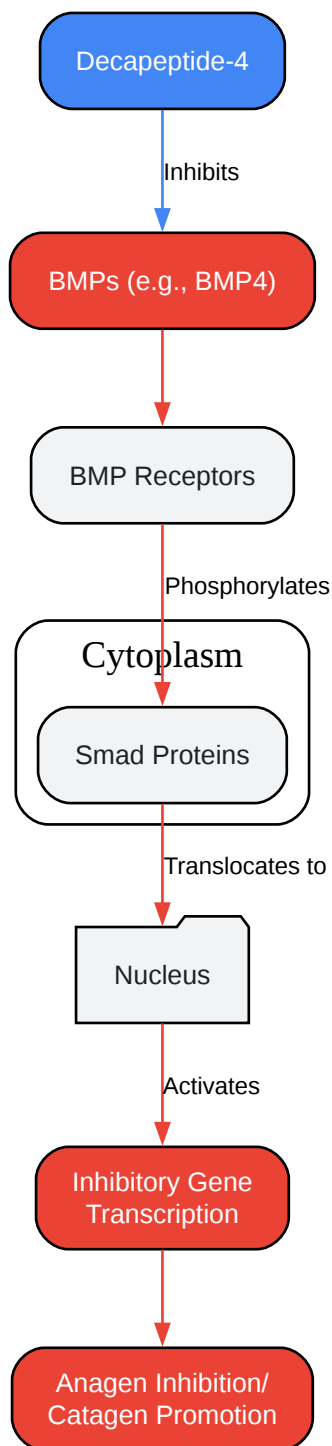 Decapeptide-4
Inhibits
BMPs (e.g., BMP4)
BMP Receptors
Phosphorylates
Cytoplasm
Smad Proteins
Translocates to
Nucleus
Activates
Inhibitory Gene
Transcription
Anagen Inhibition/
Catagen Promotion